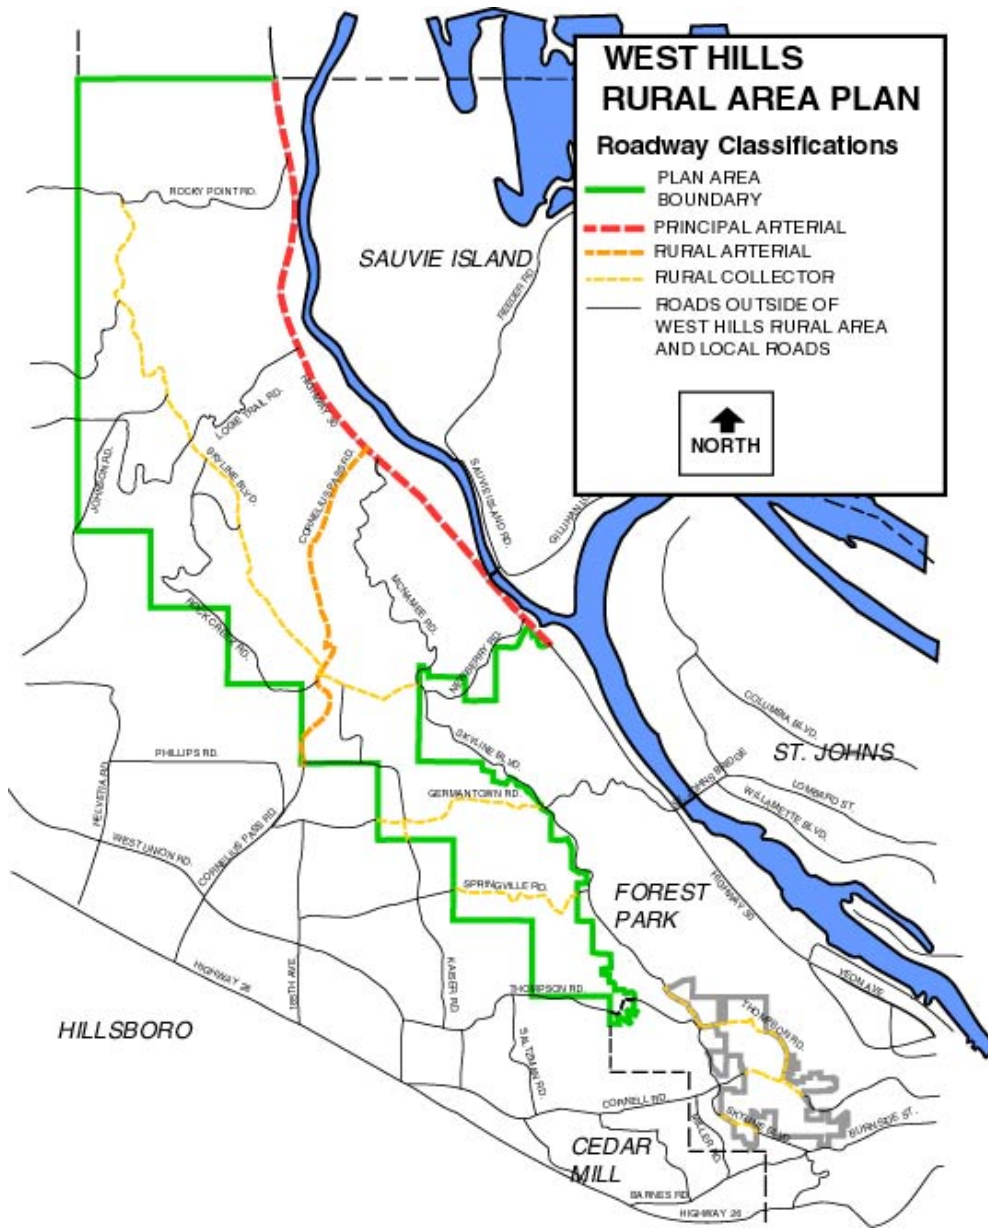 WEST HILLS
RURAL AREA PLAN
Roadway Classifications
PLAN AREA
BOUNDARY
PRINCIPAL ARTERIAL
RURAL ARTERIAL
RURAL COLLECTOR
ROADS OUTSIDE OF
WEST HILLS RURAL AREA
AND LOCAL ROADS
NORTH
ROCKY POINT RD.
SAUVIE ISLAND
REEDER RD.
HIGHWAY 30
LOGIE TRAIL RD.
JOHNSON RD.
SKYLINE BLVD.
CORNELIUS PASS RD.
SAUVIE ISLAND RD.
MCNAMEE RD.
ROCK CREEK RD.
NEWBERRY RD.
SKYLINE BLVD.
COLUMBIA BLVD.
ST. JOHNS
ST. JOHNS BRIDGE
LOMBARD ST.
WILLAMETTE BLVD.
PHILLIPS RD.
HELVETIA RD.
GERMANTOWN RD.
WEST UNION RD.
CORNELIUS PASS RD.
SPRINGVILLE RD.
FOREST
PARK
HIGHWAY 30
HIGHWAY 26
185TH AVE.
KAISER RD.
THOMPSON RD.
YEON AVE.
THOMPSON RD.
HILLSBORO
SALTZMAN RD.
CORNELL RD.
MILLER RD.
SKYLINE BLVD.
BURNSIDE ST.
CEDAR
MILL
BARNES RD.
HIGHWAY 26